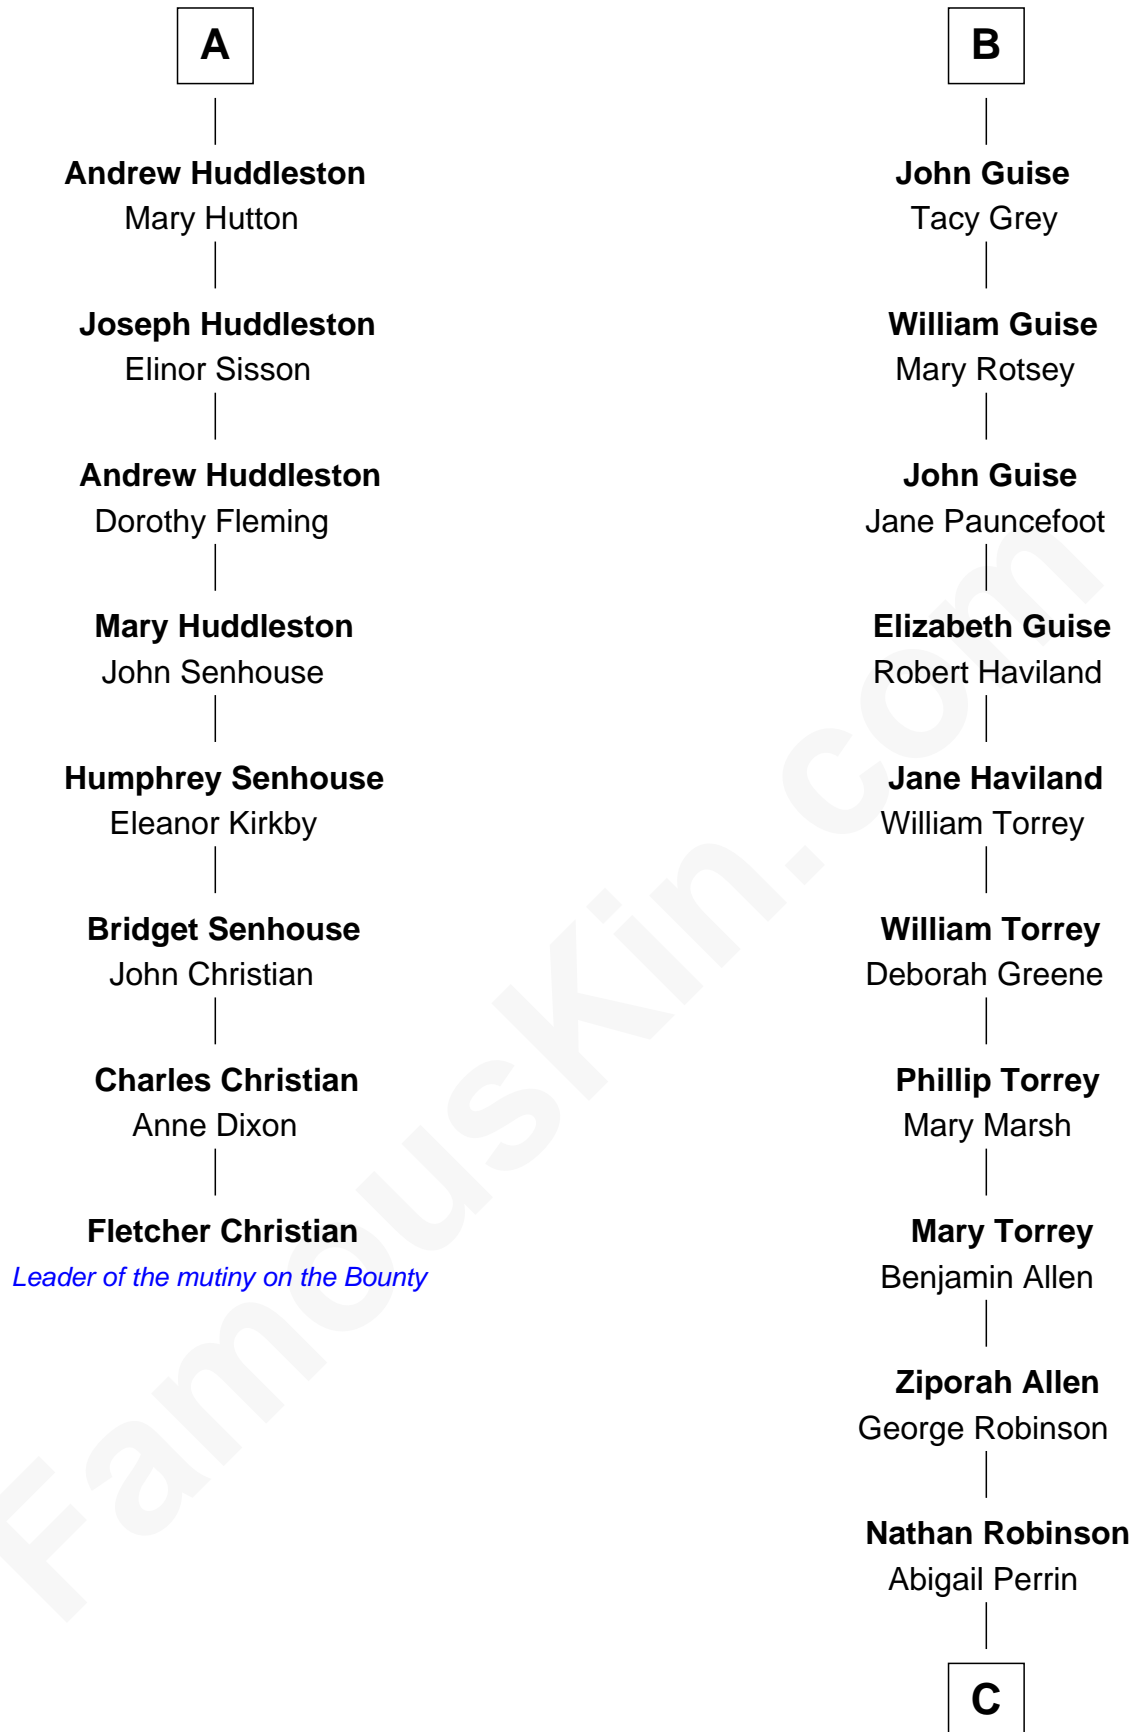 A
Andrew Huddleston
Mary Hutton
Joseph Huddleston
Elinor Sisson
Andrew Huddleston
Dorothy Fleming
Mary Huddleston
John Senhouse
Humphrey Senhouse
Eleanor Kirkby
Bridget Senhouse
John Christian
Charles Christian
Anne Dixon
Fletcher Christian
Leader of the mutiny on the Bounty
B
John Guise
Tacy Grey
William Guise
Mary Rotsey
John Guise
Jane Pauncefoot
Elizabeth Guise
Robert Haviland
Jane Haviland
William Torrey
William Torrey
Deborah Greene
Phillip Torrey
Mary Marsh
Mary Torrey
Benjamin Allen
Ziporah Allen
George Robinson
Nathan Robinson
Abigail Perrin
C
FamousKin.com